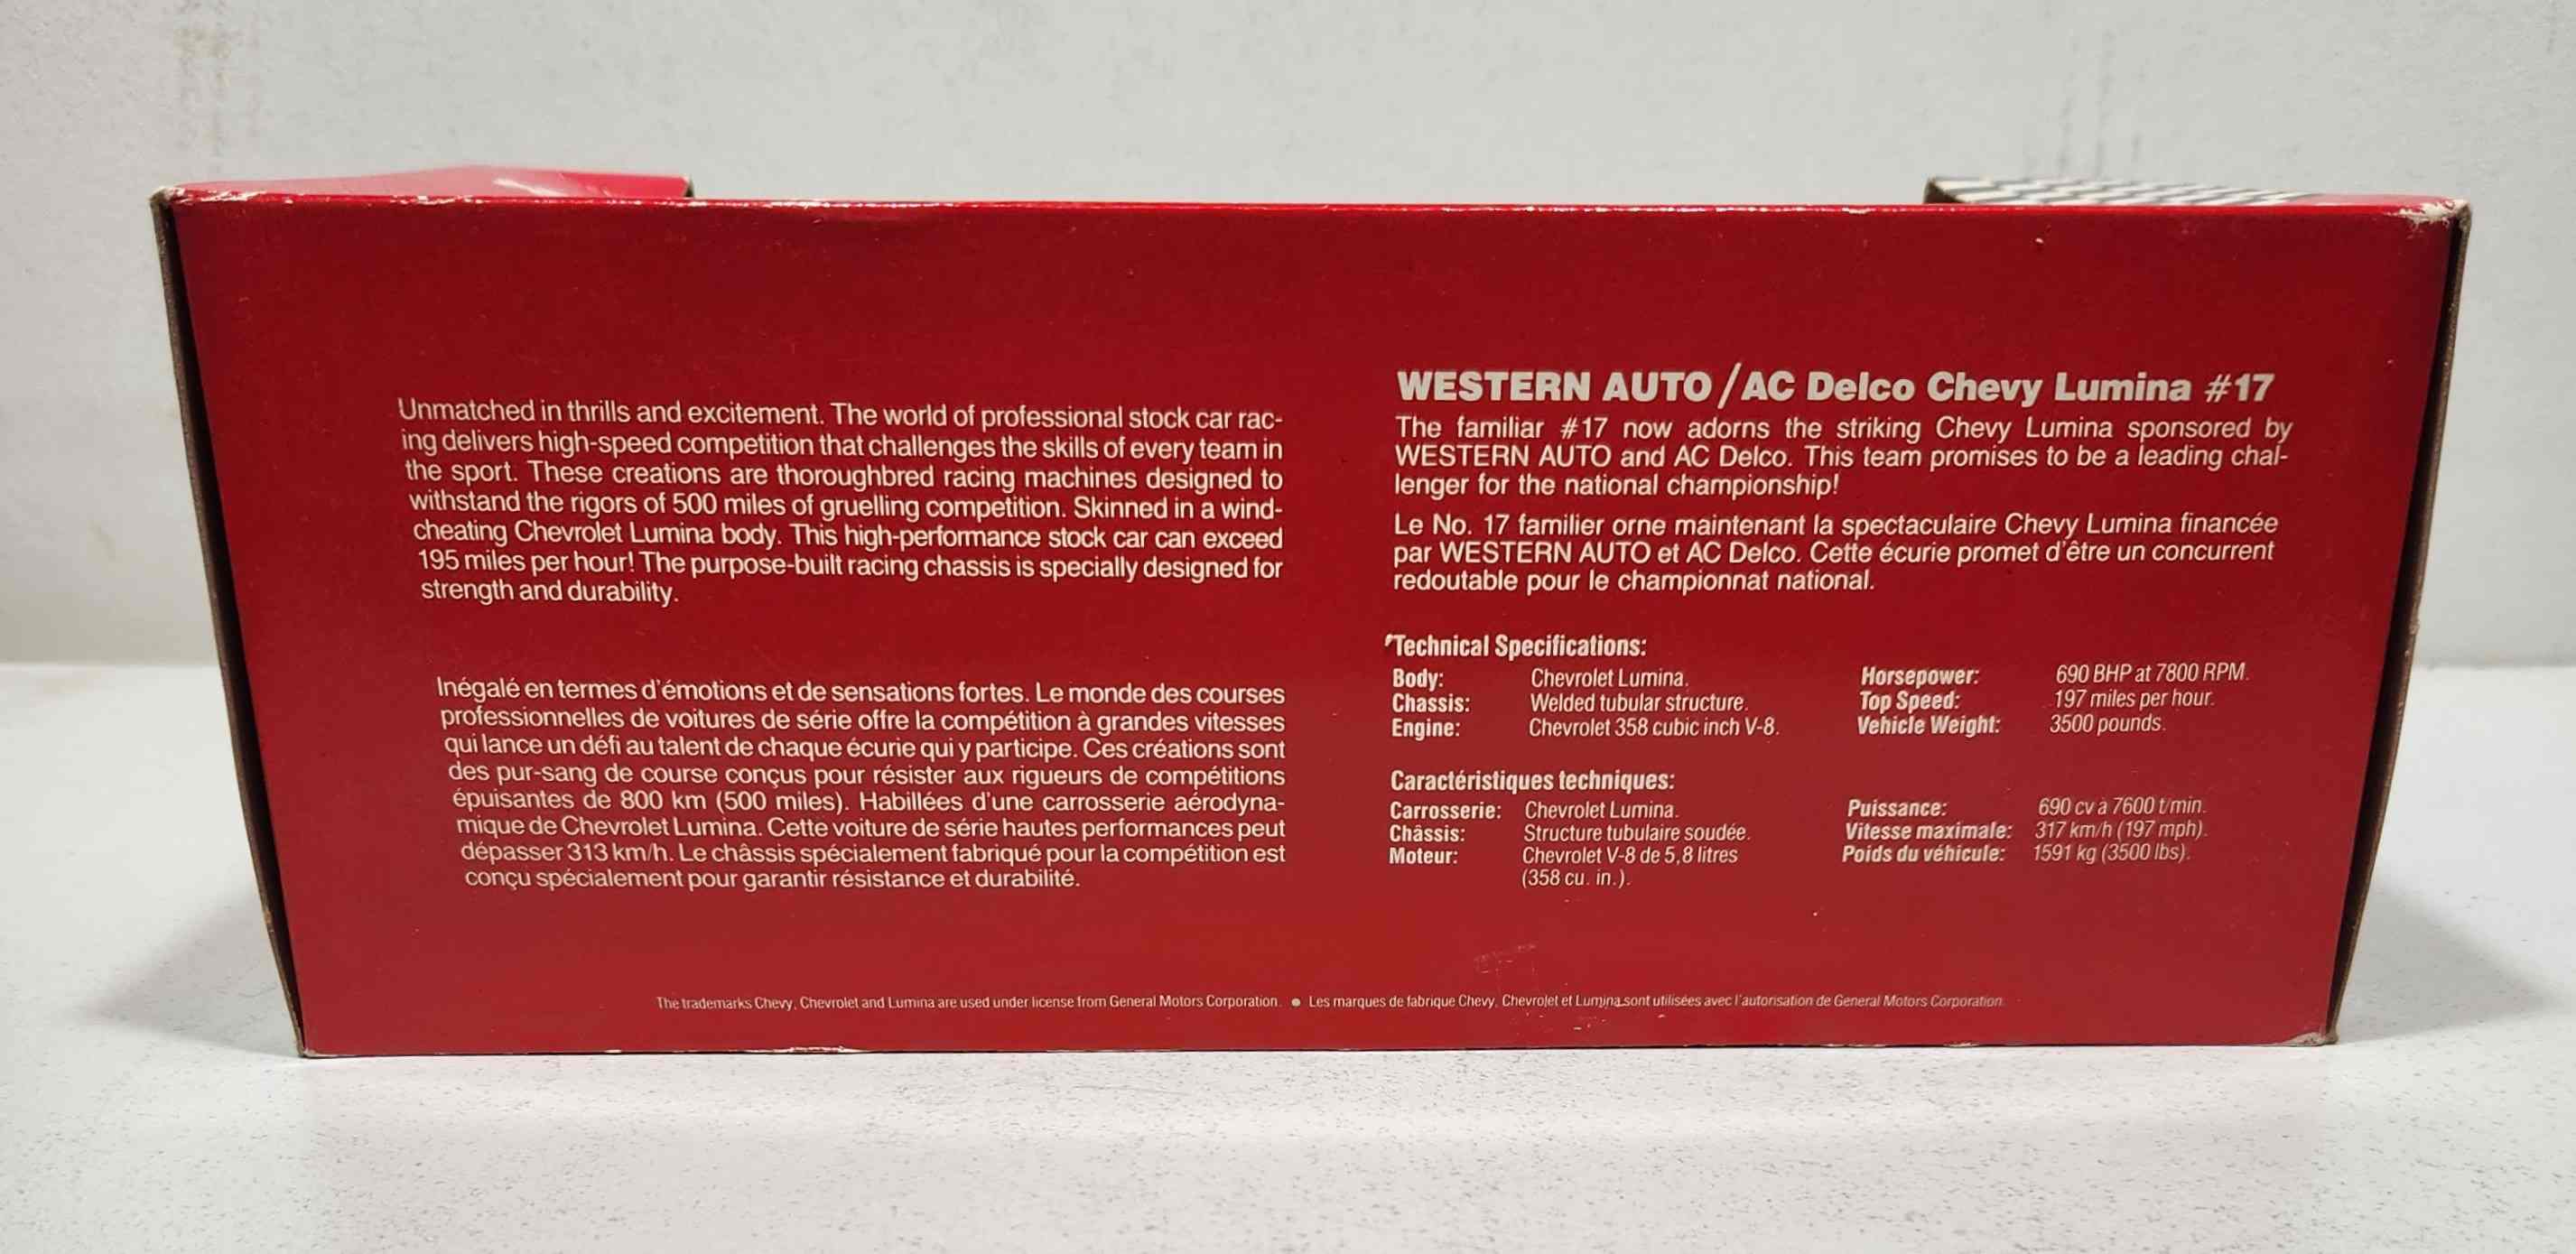 Unmatched in thrills and excitement. The world of professional stock car rac-
ing delivers high-speed competition that challenges the skills of every team in
the sport. These creations are thoroughbred racing machines designed to
withstand the rigors of 500 miles of gruelling competition. Skinned in a wind-
cheating Chevrolet Lumina body. This high-performance stock car can exceed
195 miles per hour! The purpose-built racing chassis is specially designed for
strength and durability.
Inégalé en termes d'émotions et de sensations fortes. Le monde des courses
professionnelles de voitures de série offre la compétition à grandes vitesses
qui lance un défi au talent de chaque écurie qui y participe. Ces créations sont
des pur-sang de course conçus pour résister aux rigueurs de compétitions
épuisantes de 800 km (500 miles). Habillées d'une carrosserie aérodyna-
mique de Chevrolet Lumina. Cette voiture de série hautes performances peut
dépasser 313 km/h. Le châssis spécialement fabriqué pour la compétition est
conçu spécialement pour garantir résistance et durabilité.
WESTERN AUTO/AC Delco Chevy Lumina #17
The familiar #17 now adorns the striking Chevy Lumina sponsored by
WESTERN AUTO and AC Delco. This team promises to be a leading chal-
lenger for the national championship!
Le No. 17 familier orne maintenant la spectaculaire Chevy Lumina financée
par WESTERN AUTO et AC Delco. Cette écurie promet d'être un concurrent
redoutable pour le championnat national.
Technical Specifications:
Body: Chevrolet Lumina. Horsepower: 690 BHP at 7800 RPM.
Chassis: Welded tubular structure. Top Speed: 197 miles per hour.
Engine: Chevrolet 358 cubic inch V-8. Vehicle Weight: 3500 pounds.
Caractéristiques techniques:
Carrosserie: Chevrolet Lumina. Puissance: 690 cv à 7600 t/min.
Châssis: Structure tubulaire soudée. Vitesse maximale: 317 km/h (197 mph).
Moteur: Chevrolet V-8 de 5,8 litres Poids du véhicule: 1591 kg (3500 lbs).
(358 cu. in.).
The trademarks Chevy, Chevrolet and Lumina are used under license from General Motors Corporation. ● Les marques de fabrique Chevy, Chevrolet et Lumina sont utilisées avec l'autorisation de General Motors Corporation.